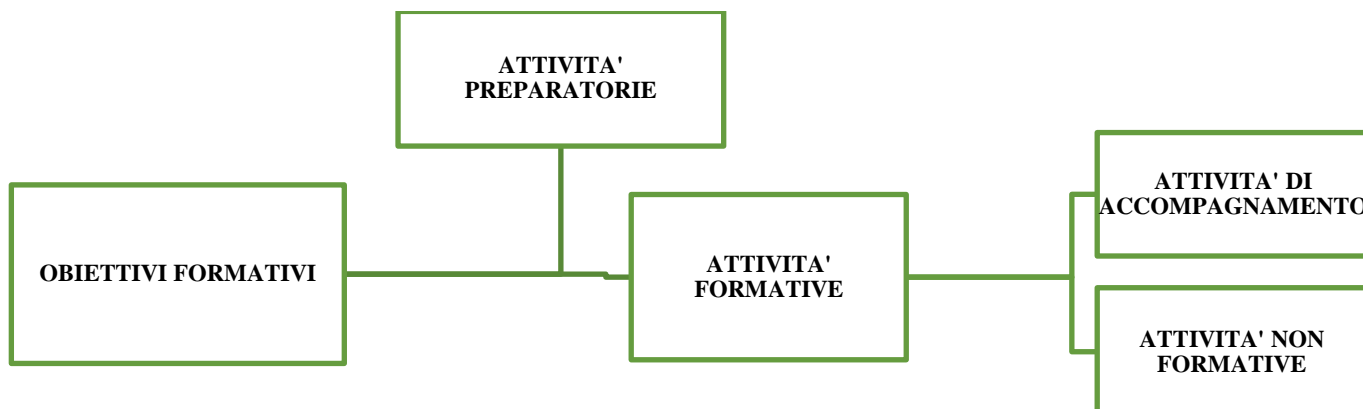 ATTIVITA'
PREPARATORIE
OBIETTIVI FORMATIVI
ATTIVITA'
FORMATIVE
ATTIVITA' DI
ACCOMPAGNAMENTO
ATTIVITA' NON
FORMATIVE